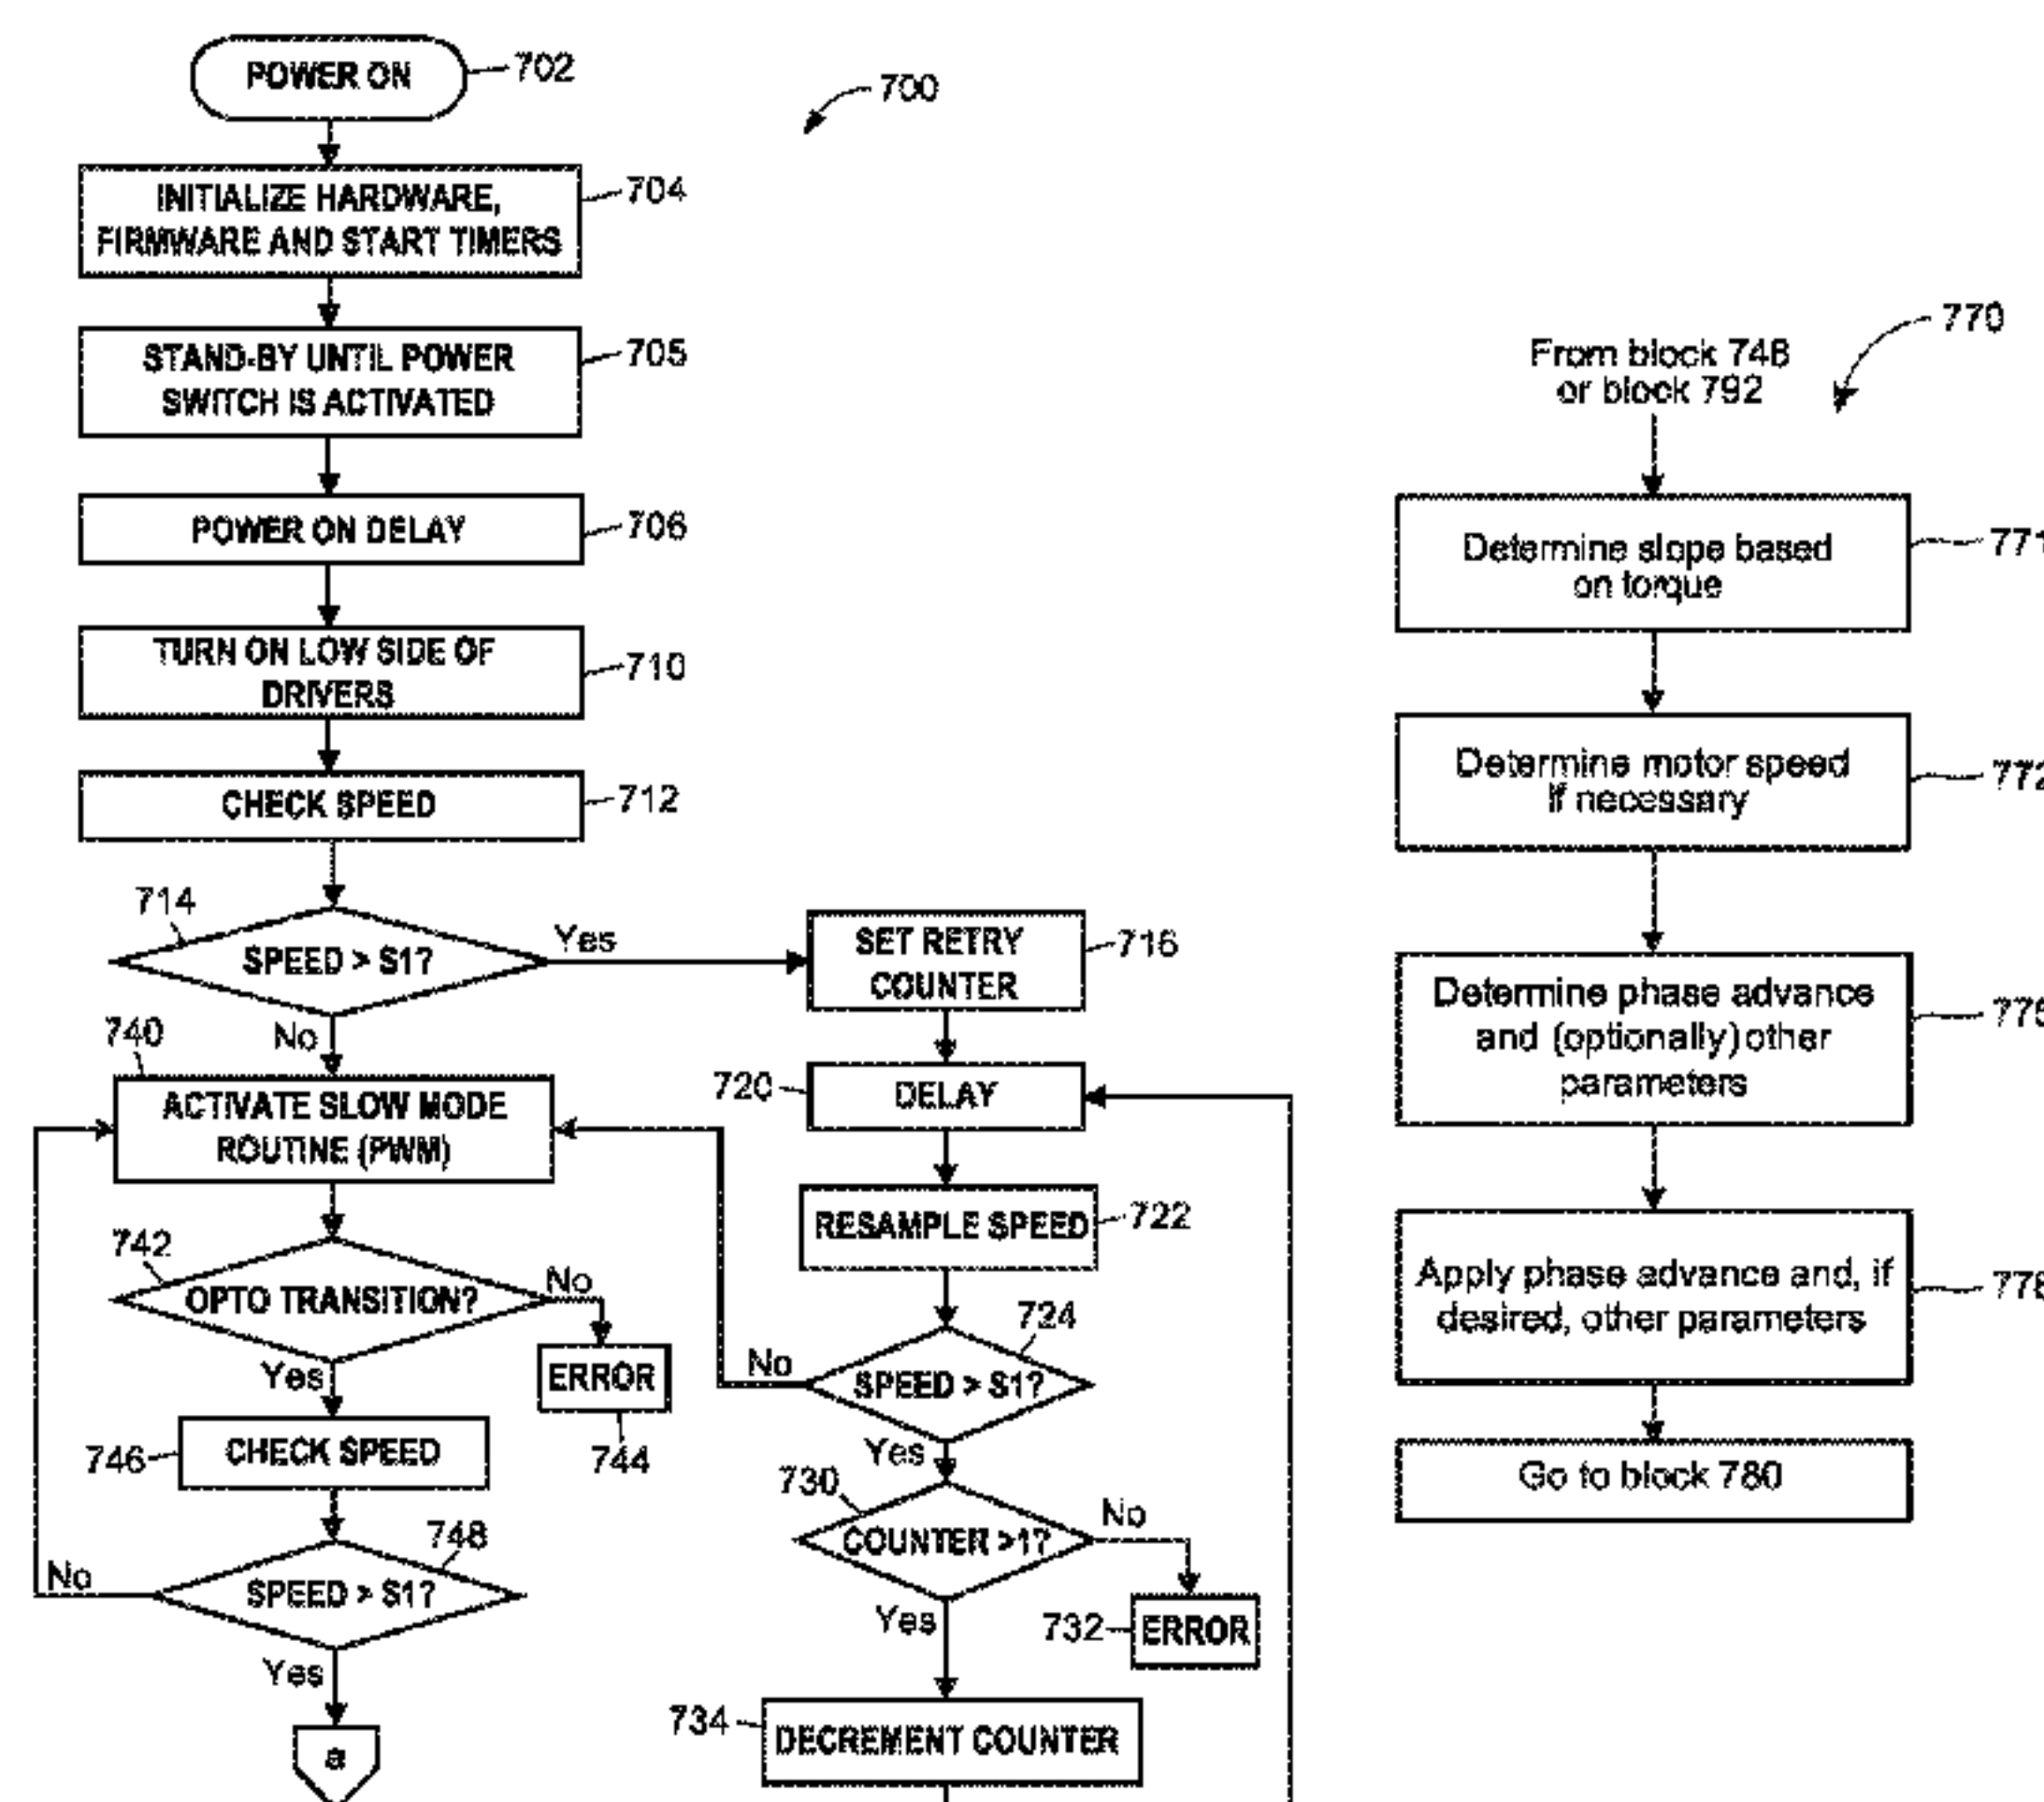 POWER ON
702
700
INITIALIZE HARDWARE,
FIRMWARE AND START TIMERS
704
STAND-BY UNTIL POWER
SWITCH IS ACTIVATED
705
POWER ON DELAY
706
TURN ON LOW SIDE OF
DRIVERS
710
CHECK SPEED
712
714
SPEED > S1?
Yes
No
SET RETRY
COUNTER
716
740
ACTIVATE SLOW MODE
ROUTINE (PWM)
720
DELAY
RESAMPLE SPEED
722
742
OPTO TRANSITION?
No
Yes
ERROR
744
724
SPEED > S1?
No
Yes
746
CHECK SPEED
730
COUNTER >1?
No
Yes
732
ERROR
748
SPEED > S1?
No
Yes
a
734
DECREMENT COUNTER
770
From block 748
or block 792
Determine slope based
on torque
771
Determine motor speed
if necessary
772
Determine phase advance
and (optionally) other
parameters
Apply phase advance and, if
desired, other parameters
Go to block 780